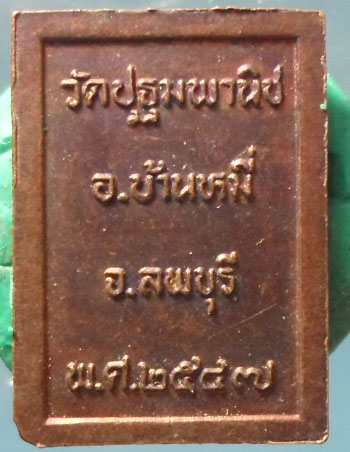 วัดปฐมพานิช
อ.บ้านหมี่
จ.ลพบุรี
พ.ศ.๒๕๔๗